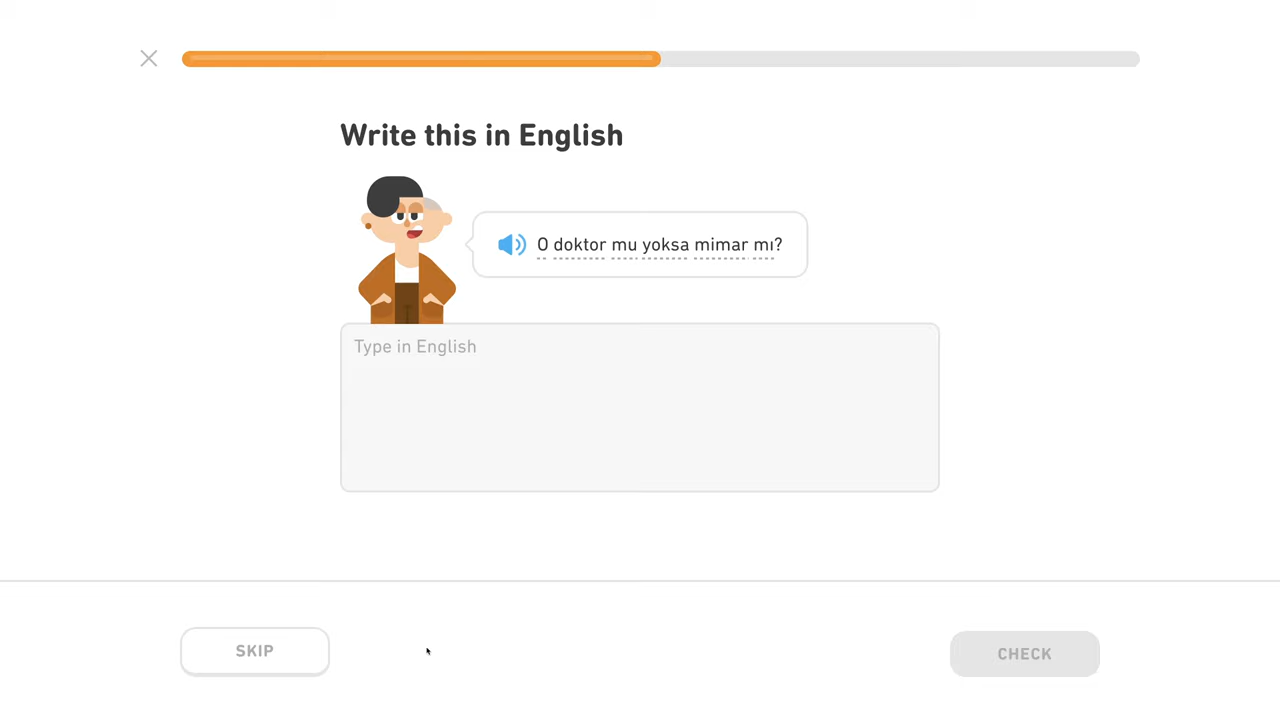 Write this in English
O doktor mu yoksa mimar mı?
Type in English
SKIP
CHECK